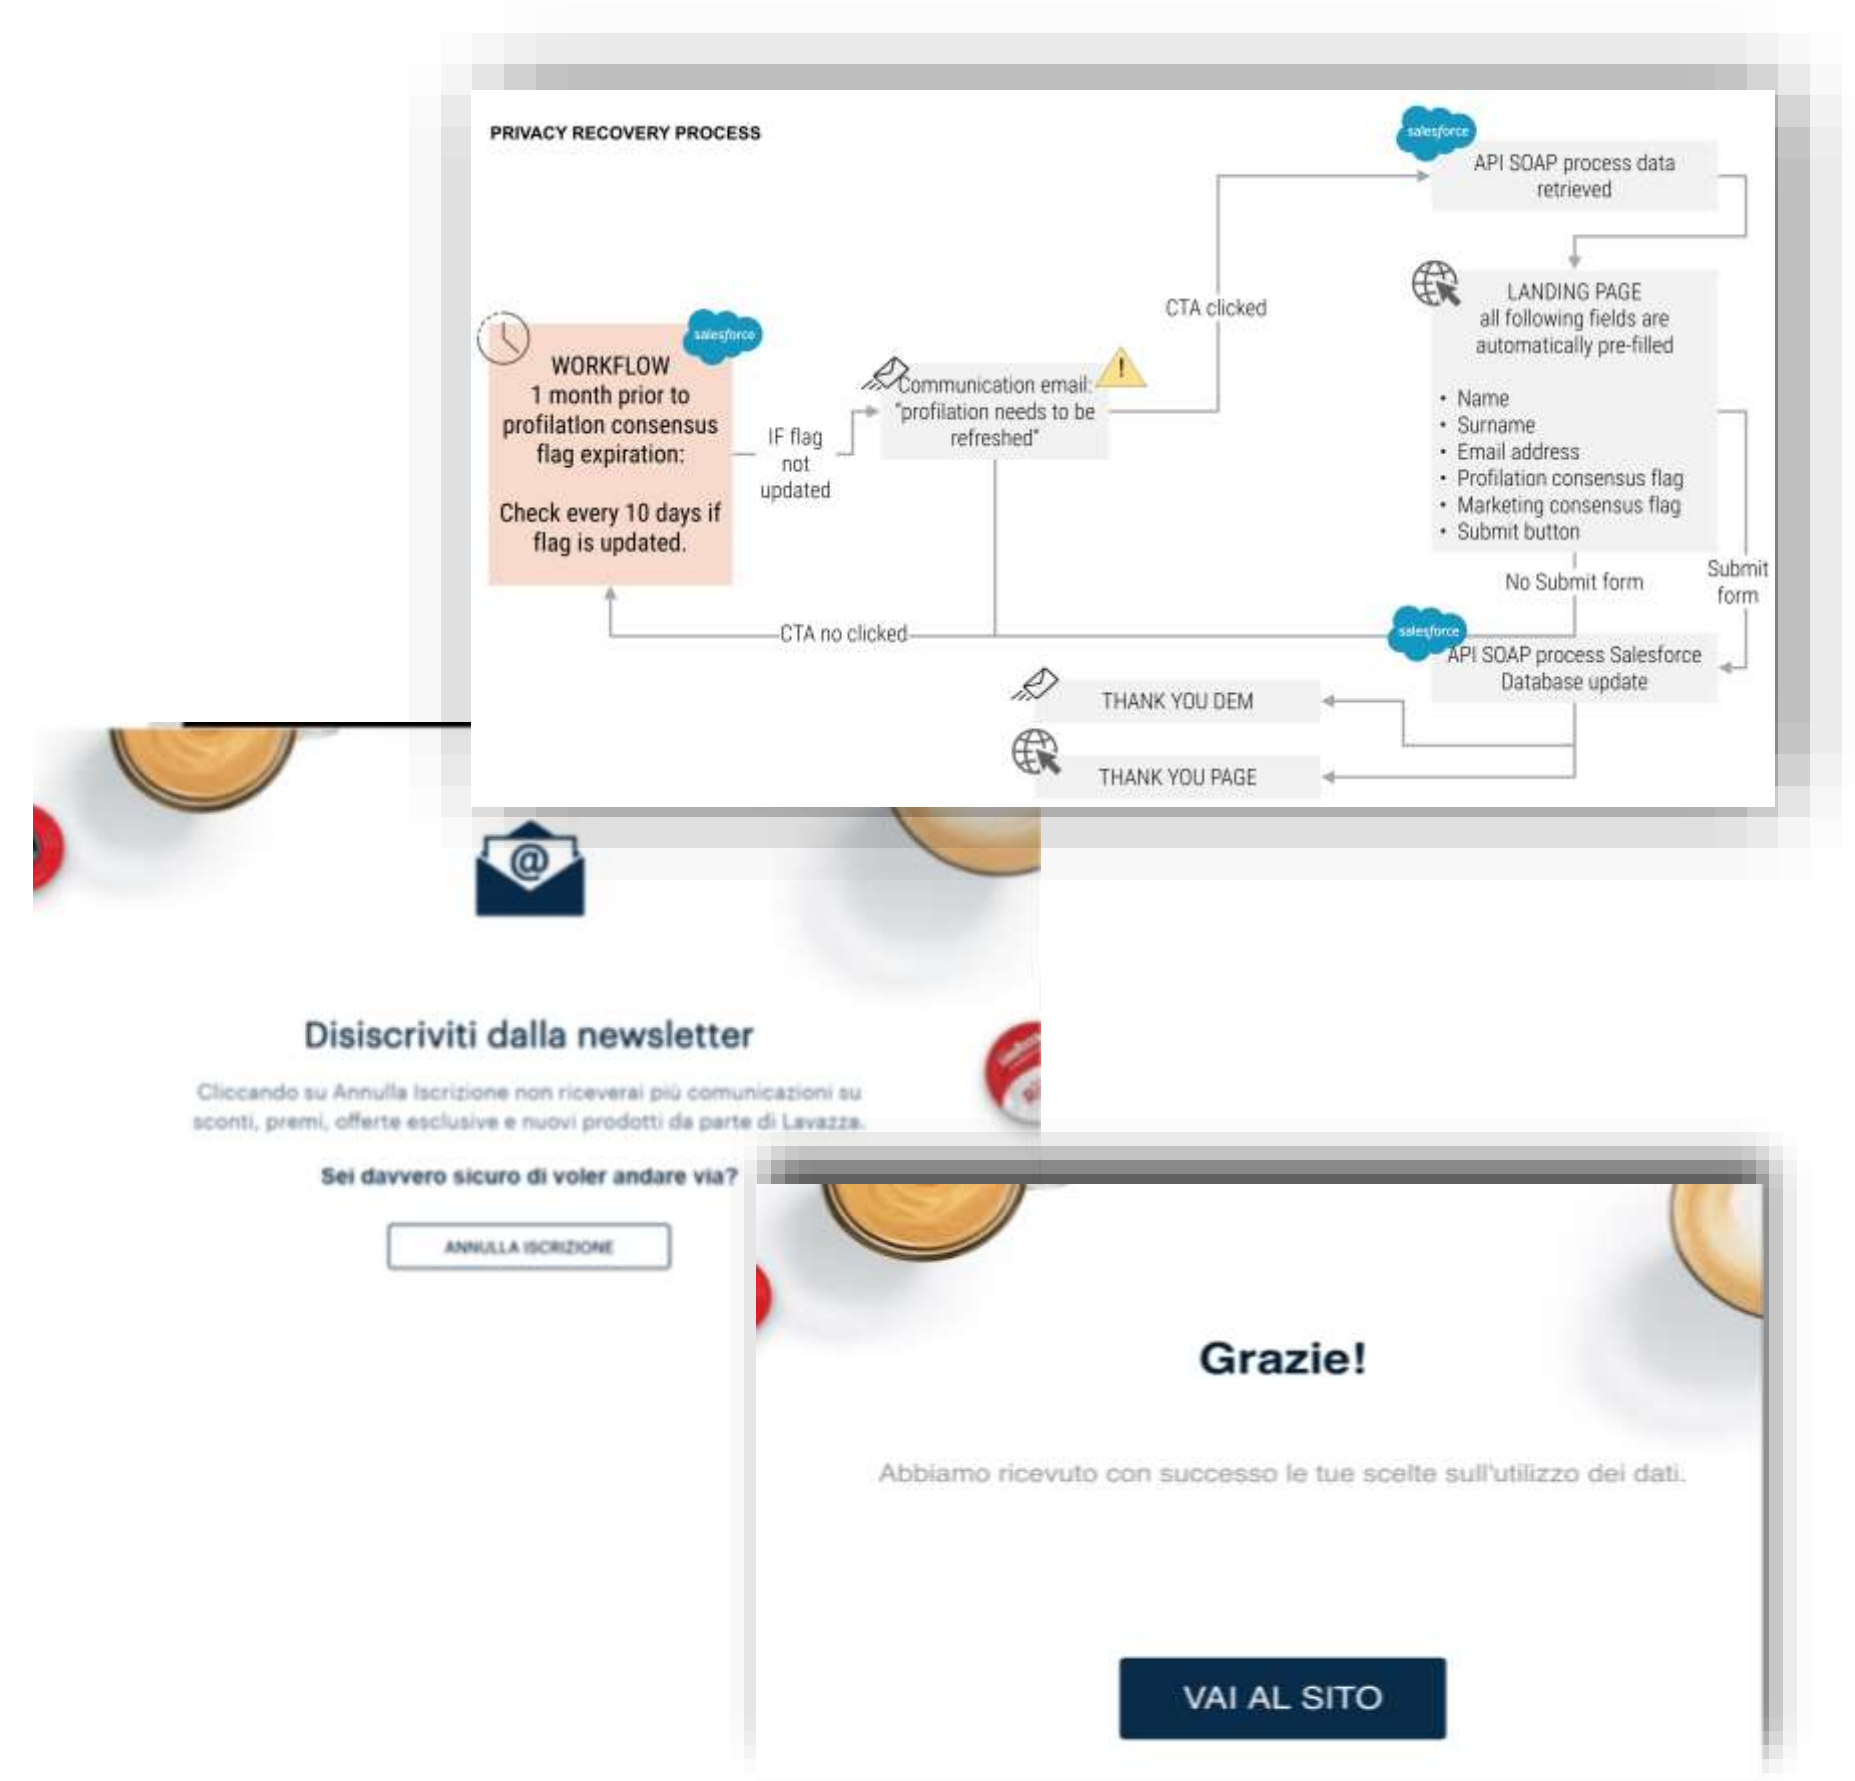 PRIVACY RECOVERY PROCESS
salesforce
WORKFLOW
1 month prior to
profilation consensus
flag expiration:
Check every 10 days if
flag is updated.
IF flag
not
updated
!
Communication email:
"profilation needs to be
refreshed"
CTA clicked
CTA no clicked
salesforce
API SOAP process data
retrieved
LANDING PAGE
all following fields are
automatically pre-filled
• Name
• Surname
• Email address
• Profilation consensus flag
• Marketing consensus flag
• Submit button
No Submit form
Submit
form
salesforce
API SOAP process Salesforce
Database update
THANK YOU DEM
THANK YOU PAGE
@
Disiscriviti dalla newsletter
Cliccando su Annulla Iscrizione non riceverai più comunicazioni su
sconti, premi, offerte esclusive e nuovi prodotti da parte di Lavazza.
Sei davvero sicuro di voler andare via?
ANNULLA ISCRIZIONE
Grazie!
Abbiamo ricevuto con successo le tue scelte sull'utilizzo dei dati.
VAI AL SITO